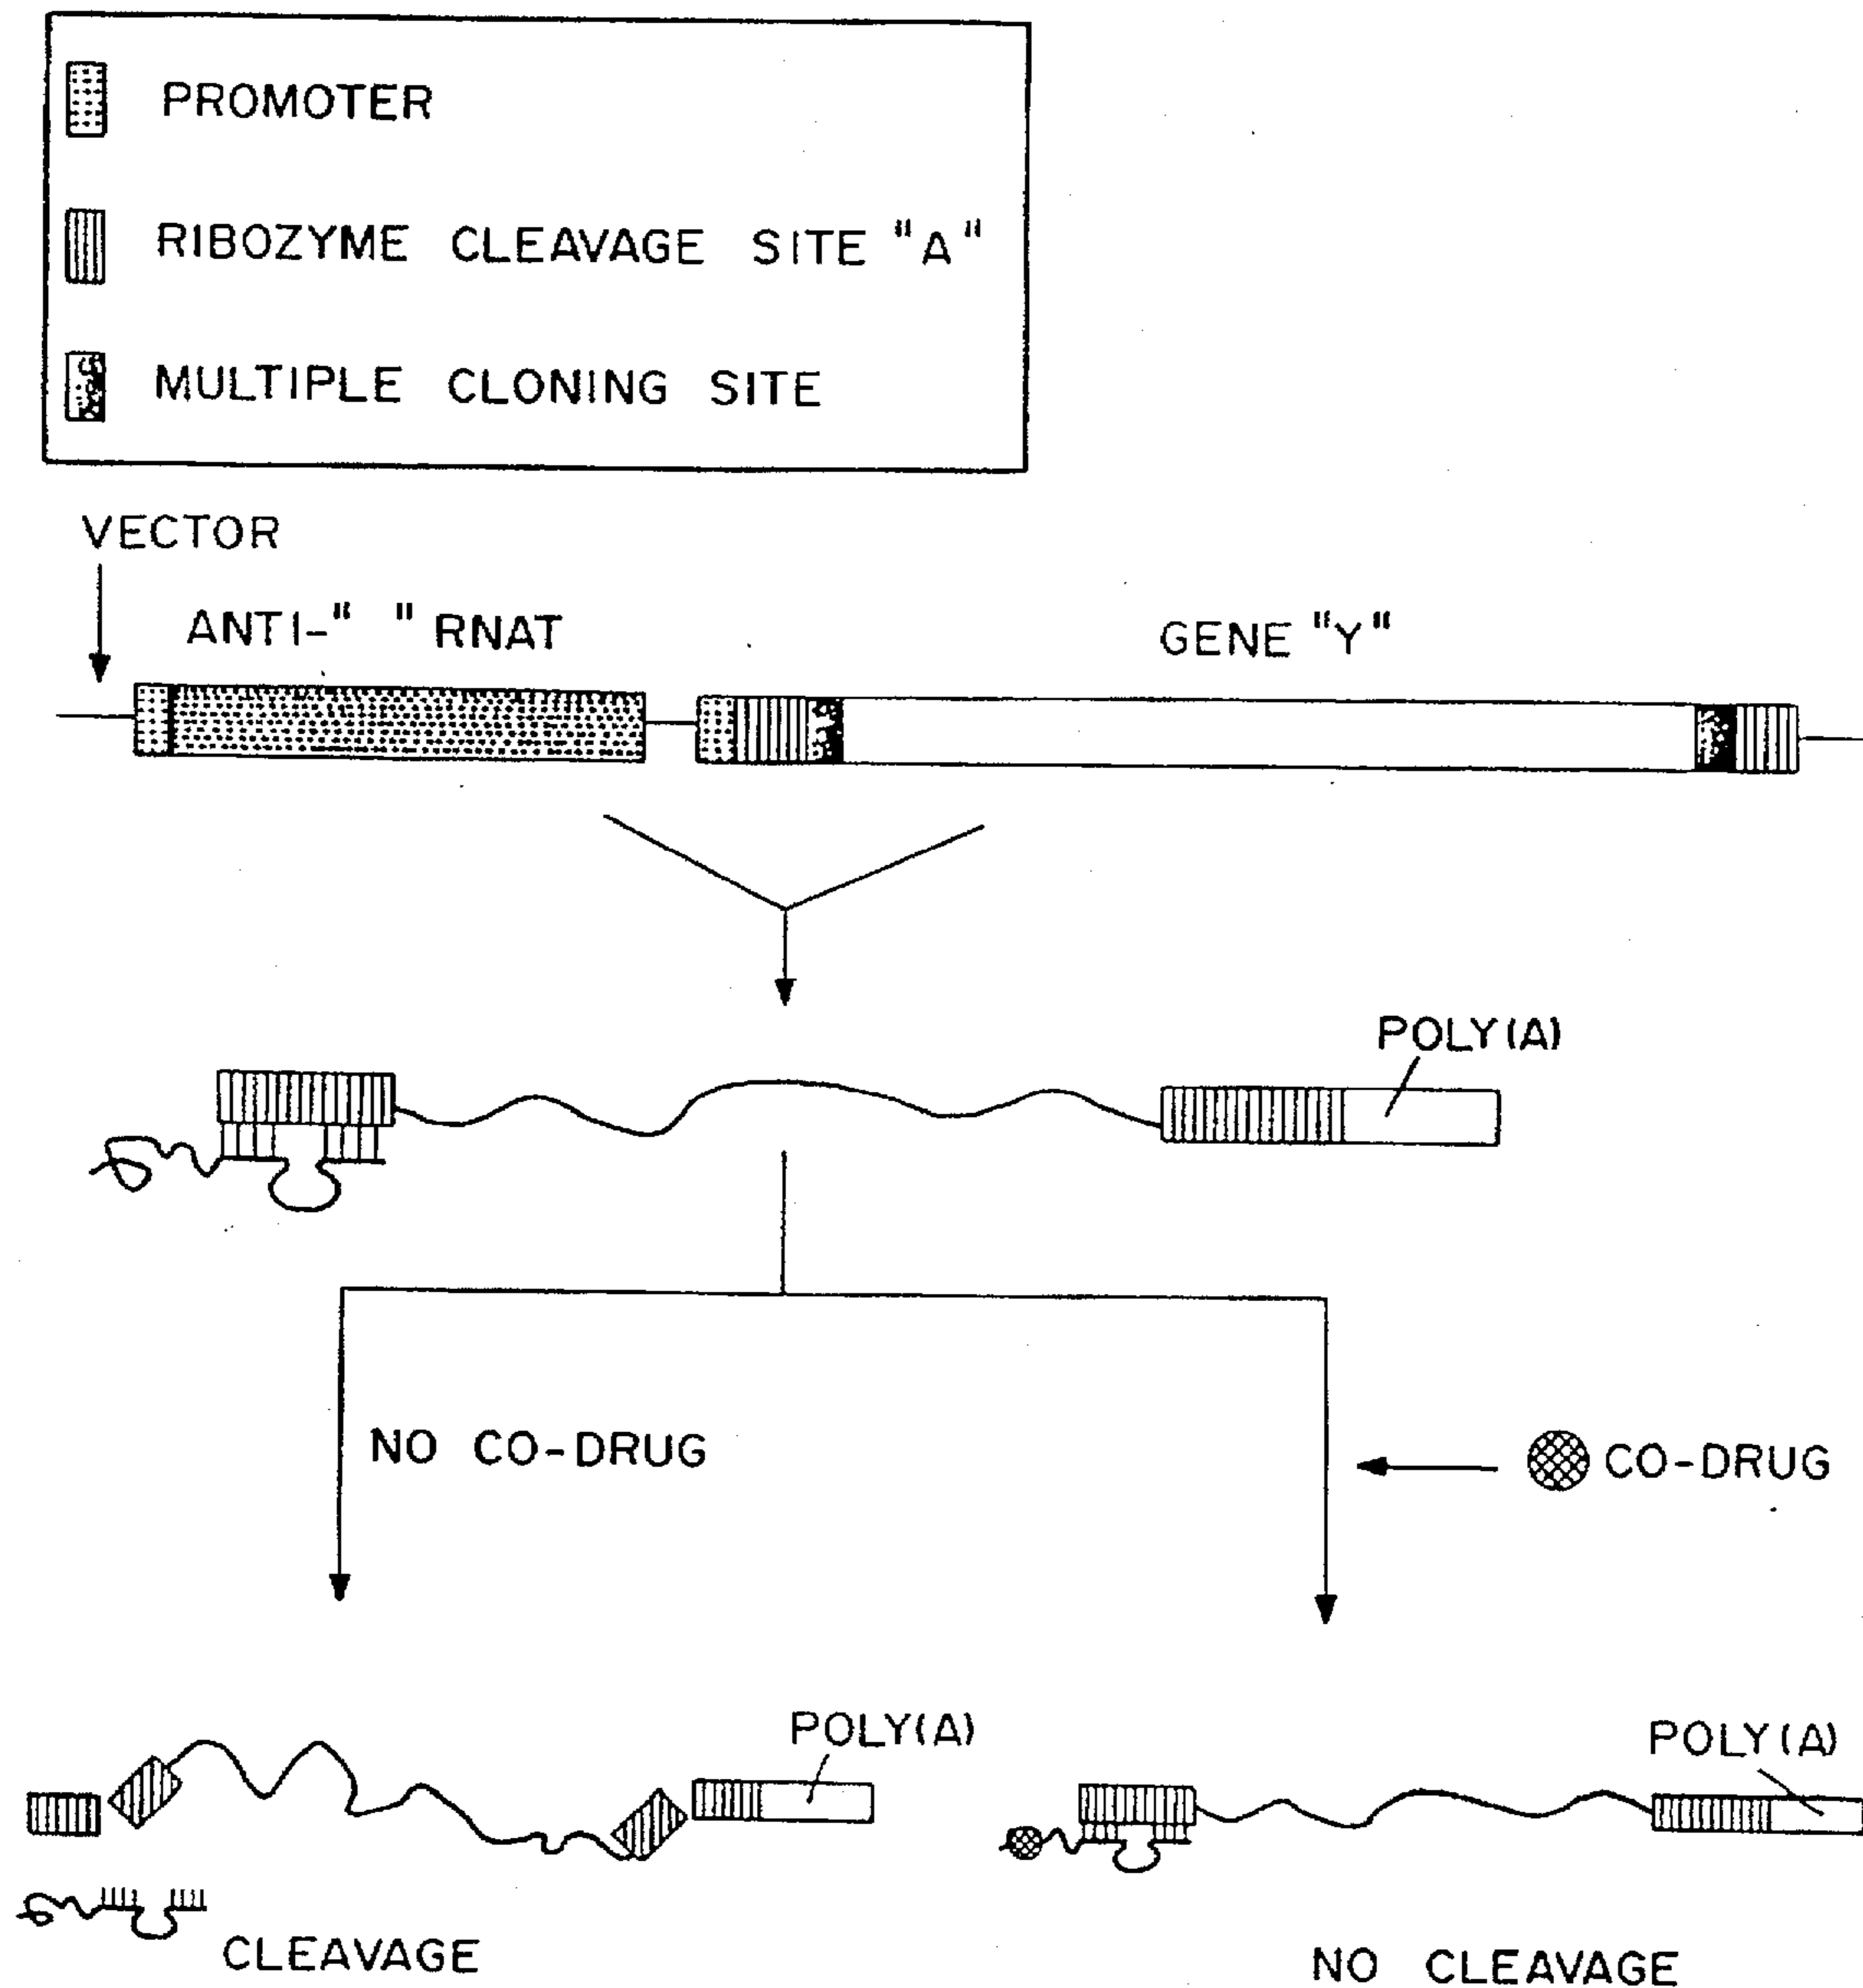 PROMOTER
RIBOZYME CLEAVAGE SITE "A"
MULTIPLE CLONING SITE
VECTOR
ANTI-" " RNAT
GENE "Y"
POLY(A)
NO CO-DRUG
CO-DRUG
POLY(A)
POLY(A)
CLEAVAGE
NO CLEAVAGE